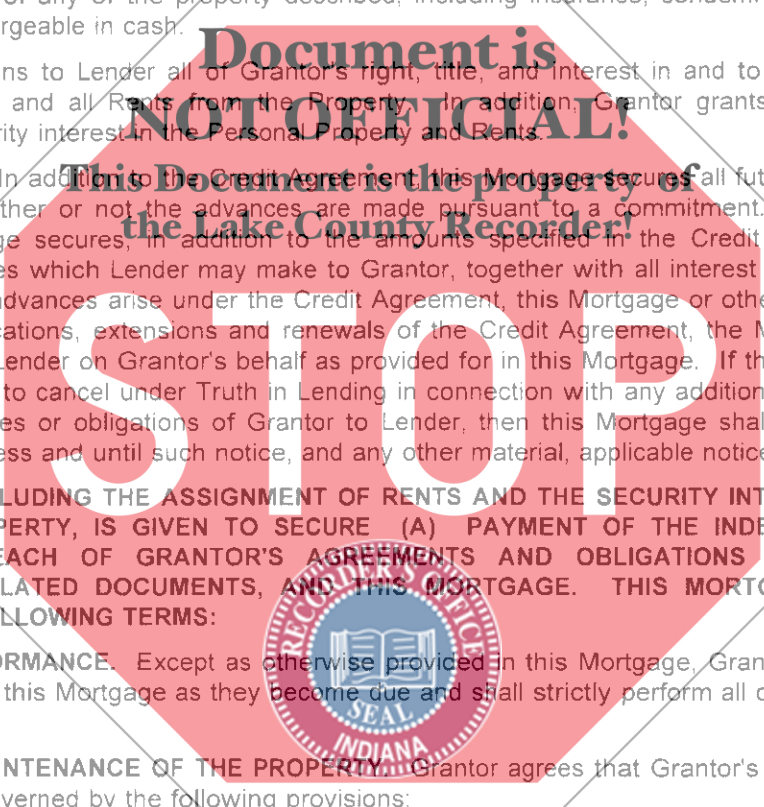 of any of the property described, including insurance,
rgeable in cash.
Document is
ns to Lender all of Grantor's right, title, and interest in and to
and all Rents from the Property. In addition, Grantor grants
NOT OFFICIAL!
rity interest in the Personal Property and Rents.
In addition to the Credit Agreement, this Mortgage secures all fut
This Document is the property of
ther or not the advances are made pursuant to a commitment.
the Lake County Recorder!
ge secures, in addition to the amounts specified in the Credit
es which Lender may make to Grantor, together with all interest
advances arise under the Credit Agreement, this Mortgage or othe
cations, extensions and renewals of the Credit Agreement, the M
Lender on Grantor's behalf as provided for in this Mortgage. If th
to cancel under Truth in Lending in connection with any addition
es or obligations of Grantor to Lender, then this Mortgage shal
ess and until such notice, and any other material, applicable notice
STOP
LUDING THE ASSIGNMENT OF RENTS AND THE SECURITY INT
PERTY, IS GIVEN TO SECURE (A) PAYMENT OF THE INDE
EACH OF GRANTOR'S AGREEMENTS AND OBLIGATIONS
LATED DOCUMENTS, AND THIS MORTGAGE. THIS MORTG
LLOWING TERMS:
RECORDER'S OFFICE
ORMANCE. Except as otherwise provided in this Mortgage, Gran
this Mortgage as they become due and shall strictly perform all o
SEAL
INDIANA
NTENANCE OF THE PROPERTY. Grantor agrees that Grantor's
verned by the following provisions: